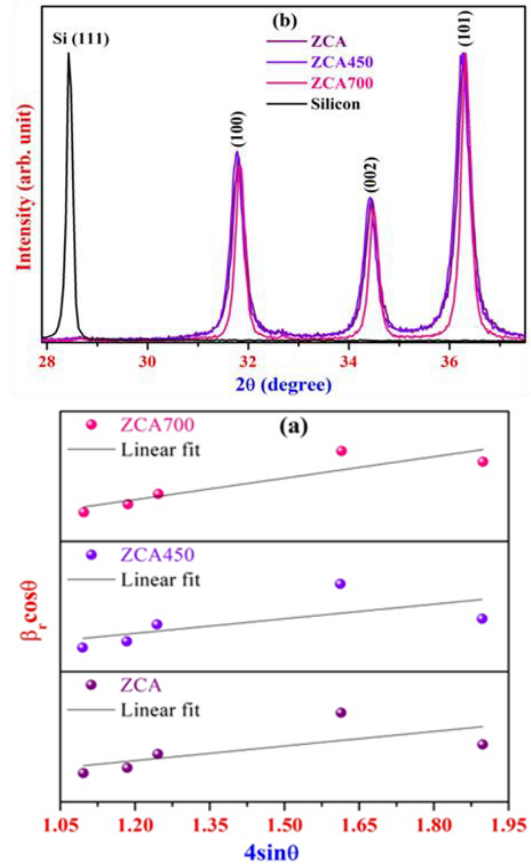 (b)
Si (111)
ZCA
ZCA450
ZCA700
Silicon
(100)
(002)
(101)
Intensity (arb. unit)
28 30 32 34 36
2θ (degree)
(a)
ZCA700
Linear fit
ZCA450
Linear fit
ZCA
Linear fit
βrcosθ
1.05 1.20 1.35 1.50 1.65 1.80 1.95
4sinθ